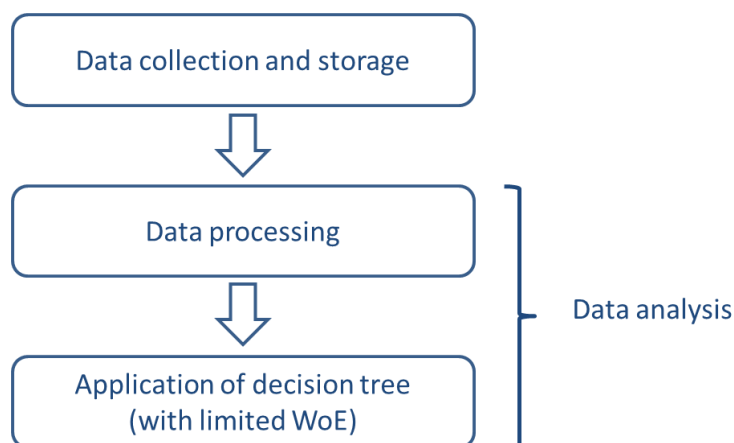 Data collection and storage
Data processing
Data analysis
Application of decision tree
(with limited WoE)